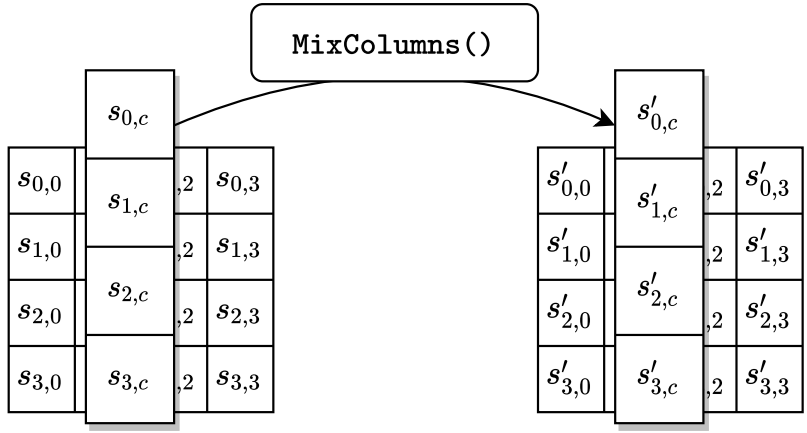 MixColumns()
s0,c s′0,c
s0,0 ,2 s0,3 s′0,0 ,2 s′0,3
s1,c s′1,c
s1,0 ,2 s1,3 s′1,0 ,2 s′1,3
s2,c s′2,c
s2,0 ,2 s2,3 s′2,0 ,2 s′2,3
s3,0 s3,c ,2 s3,3 s′3,0 s′3,c ,2 s′3,3